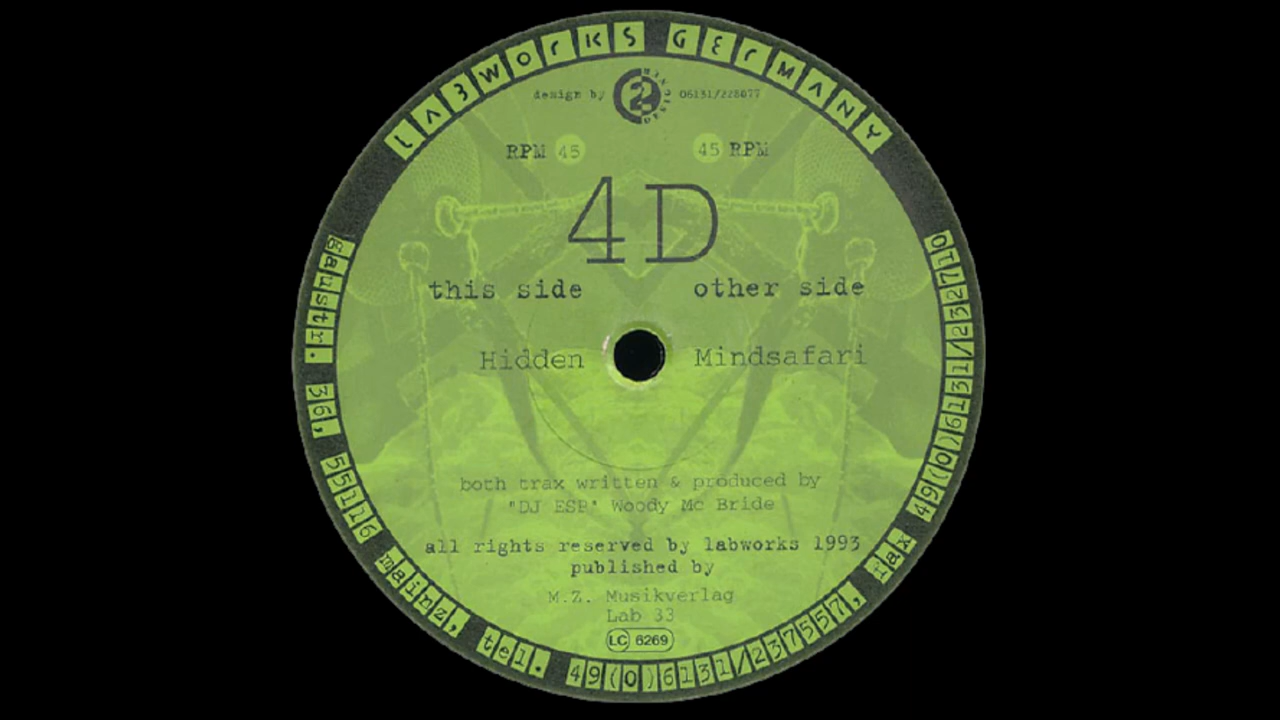 LABWORKS GERMANY
design by 2 06131/228077
RPM 45 45 RPM
4D
this side other side
Hidden Mindsafari
both trax written & produced by
"DJ ESP" Woody Mc Bride
all rights reserved by labworks 1993
published by
M.Z. Musikverlag
Lab 33
LC 6269
gaustr. 36, 55116 mainz, tel. 49(0)6131/237557, fax 49(0)6131/232710